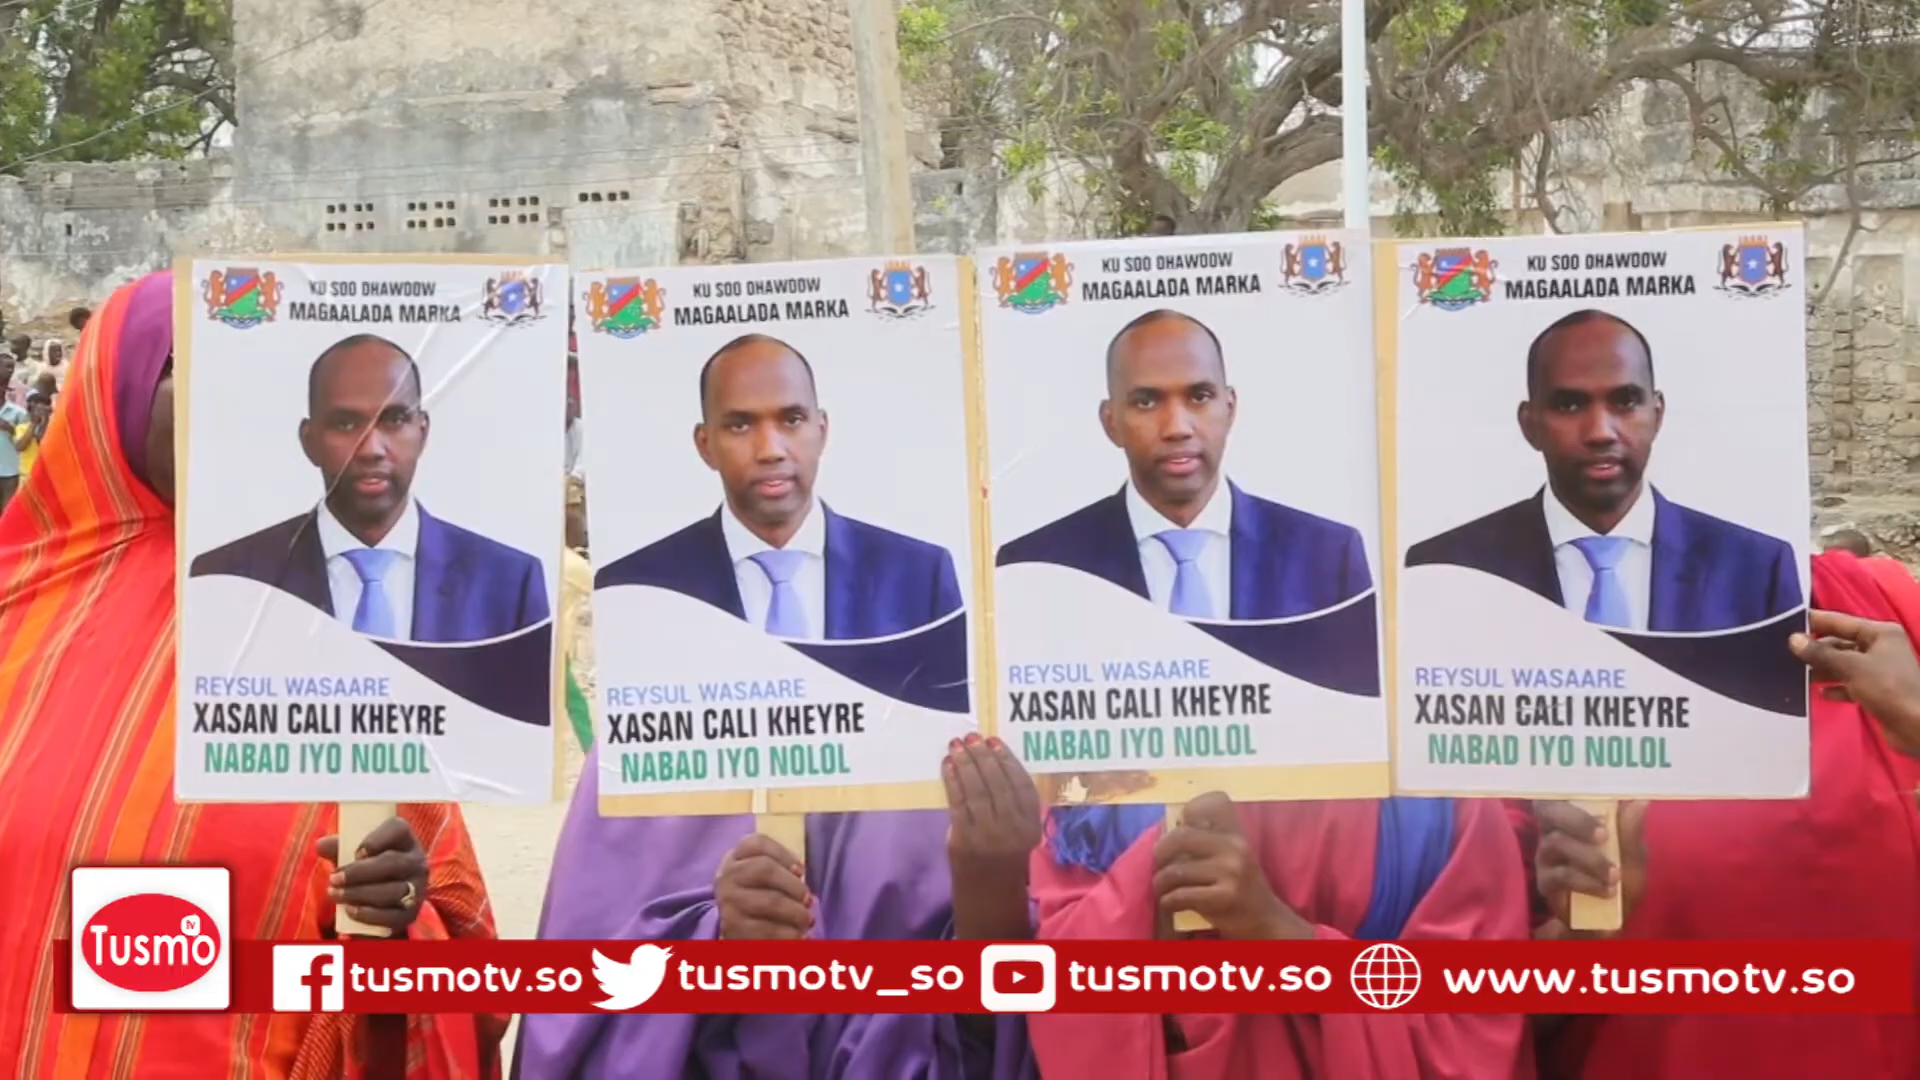 KU SOO DHAWOOW
MAGAALADA MARKA
REYSUL WASAARE
XASAN CALI KHEYRE
NABAD IYO NOLOL
KU SOO DHAWOOW
MAGAALADA MARKA
REYSUL WASAARE
XASAN CALI KHEYRE
NABAD IYO NOLOL
KU SOO DHAWOOW
MAGAALADA MARKA
REYSUL WASAARE
XASAN CALI KHEYRE
NABAD IYO NOLOL
KU SOO DHAWOOW
MAGAALADA MARKA
REYSUL WASAARE
XASAN CALI KHEYRE
NABAD IYO NOLOL
Tusmo tv
tusmotv.so tusmotv_so tusmotv.so www.tusmotv.so